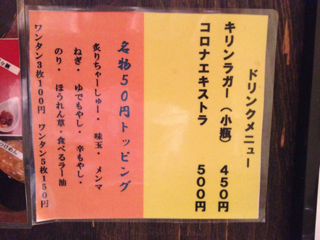 ドリンクメニュー
キリンラガー（小瓶） 450円
コロナエキストラ 500円
名物50円トッピング
炙りちゃーしゅー・ 味玉・ メンマ
ねぎ・ ゆでもやし・ 辛もやし・
のり・ ほうれん草・食べるラー油
ワンタン3枚100円 ワンタン5枚150円